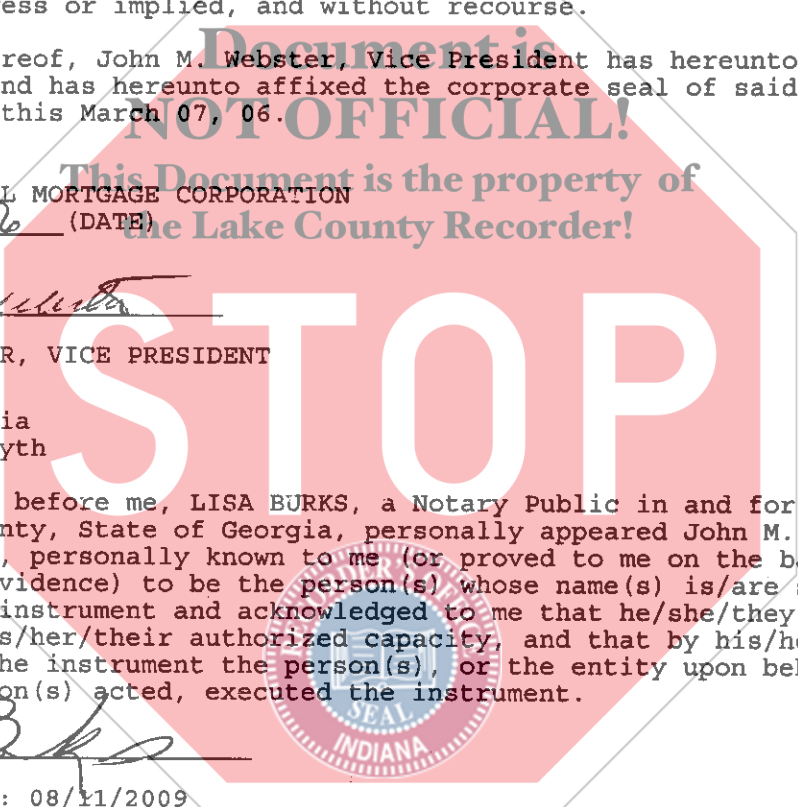 ess or implied, and without recourse.
Document is
reof, John M. Webster, Vice President has hereunto
nd has hereunto affixed the corporate seal of said
this March 07, 06.
NOT OFFICIAL!
This Document is the property of
L MORTGAGE CORPORATION
(DATE)
the Lake County Recorder!
STOP
R, VICE PRESIDENT
ia
yth
before me, LISA BURKS, a Notary Public in and for
nty, State of Georgia, personally appeared John M.
, personally known to me (or proved to me on the b
vidence) to be the person(s) whose name(s) is/are
instrument and acknowledged to me that he/she/they
s/her/their authorized capacity, and that by his/h
he instrument the person(s), or the entity upon be
on(s) acted, executed the instrument.
SEAL
INDIANA
: 08/11/2009